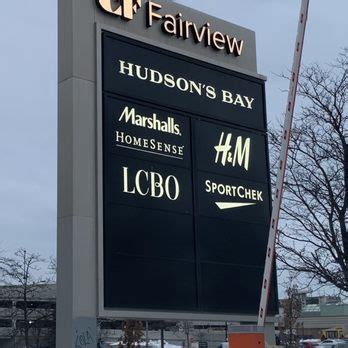 CF Fairview
HUDSON'S BAY
Marshalls
HOMESENSE
H&M
LCBO
SPORTCHEK